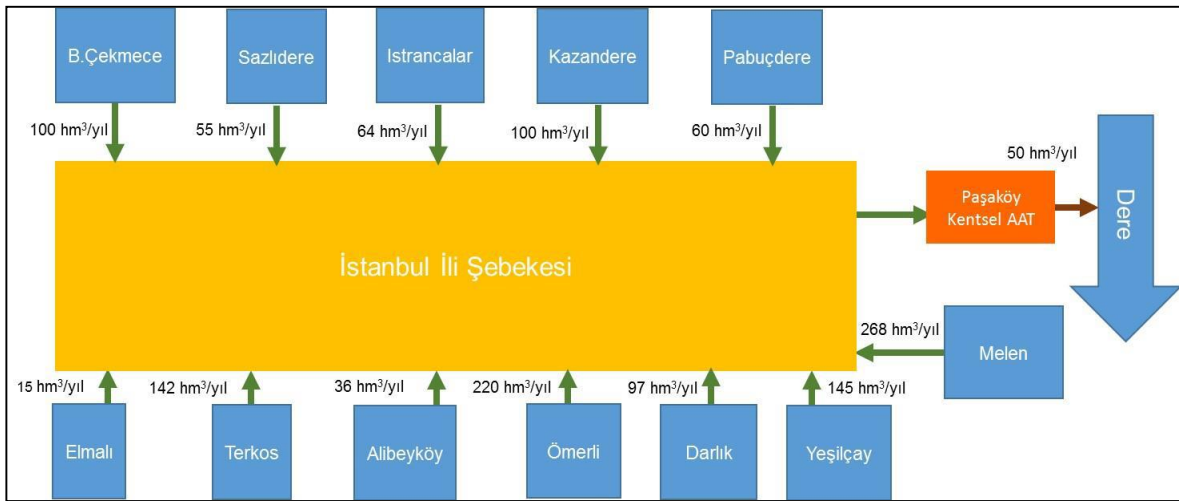 B.Çekmece
Sazlıdere
Istrancalar
Kazandere
Pabuçdere
100 hm³/yıl
55 hm³/yıl
64 hm³/yıl
100 hm³/yıl
60 hm³/yıl
50 hm³/yıl
Paşaköy
Kentsel AAT
Dere
İstanbul İli Şebekesi
268 hm³/yıl
Melen
15 hm³/yıl
142 hm³/yıl
36 hm³/yıl
220 hm³/yıl
97 hm³/yıl
145 hm³/yıl
Elmalı
Terkos
Alibeyköy
Ömerli
Darlık
Yeşilçay